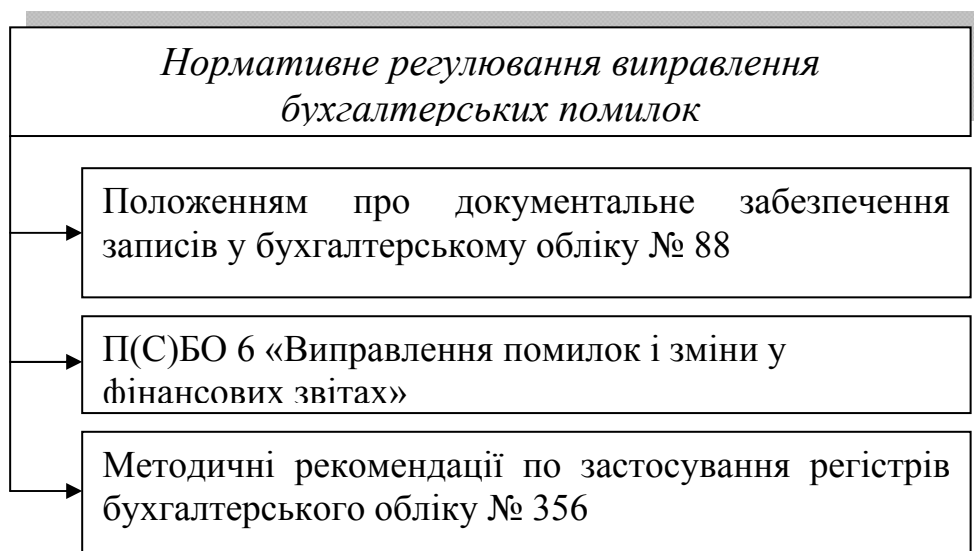 Нормативне регулювання виправлення
бухгалтерських помилок
Положенням про документальне забезпечення
записів у бухгалтерському обліку № 88
П(С)БО 6 «Виправлення помилок і зміни у
фінансових звітах»
Методичні рекомендації по застосування регістрів
бухгалтерського обліку № 356